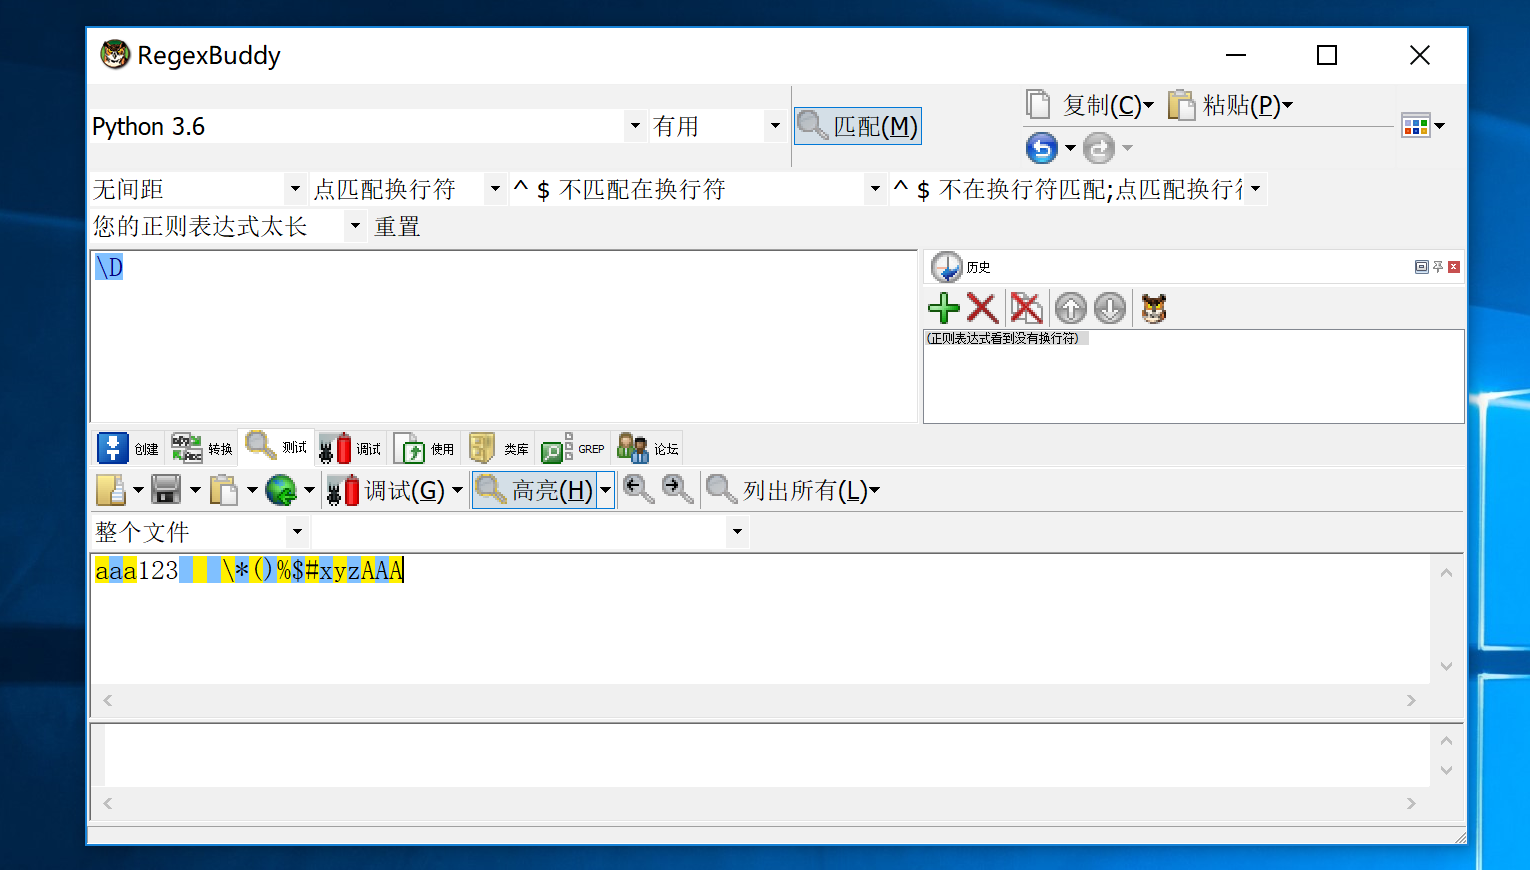 RegexBuddy
复制(C) 粘贴(P)
Python 3.6 有用 匹配(M)
无间距 点匹配换行符 ^ $ 不匹配在换行符 ^ $ 不在换行符匹配;点匹配换行
您的正则表达式太长 重置
\D
历史
(正则表达式看到没有换行符)
创建 转换 测试 调试 使用 类库 GREP 论坛
调试(G) 高亮(H) 列出所有(L)
整个文件
aaa123   \*()%$#xyzAAA